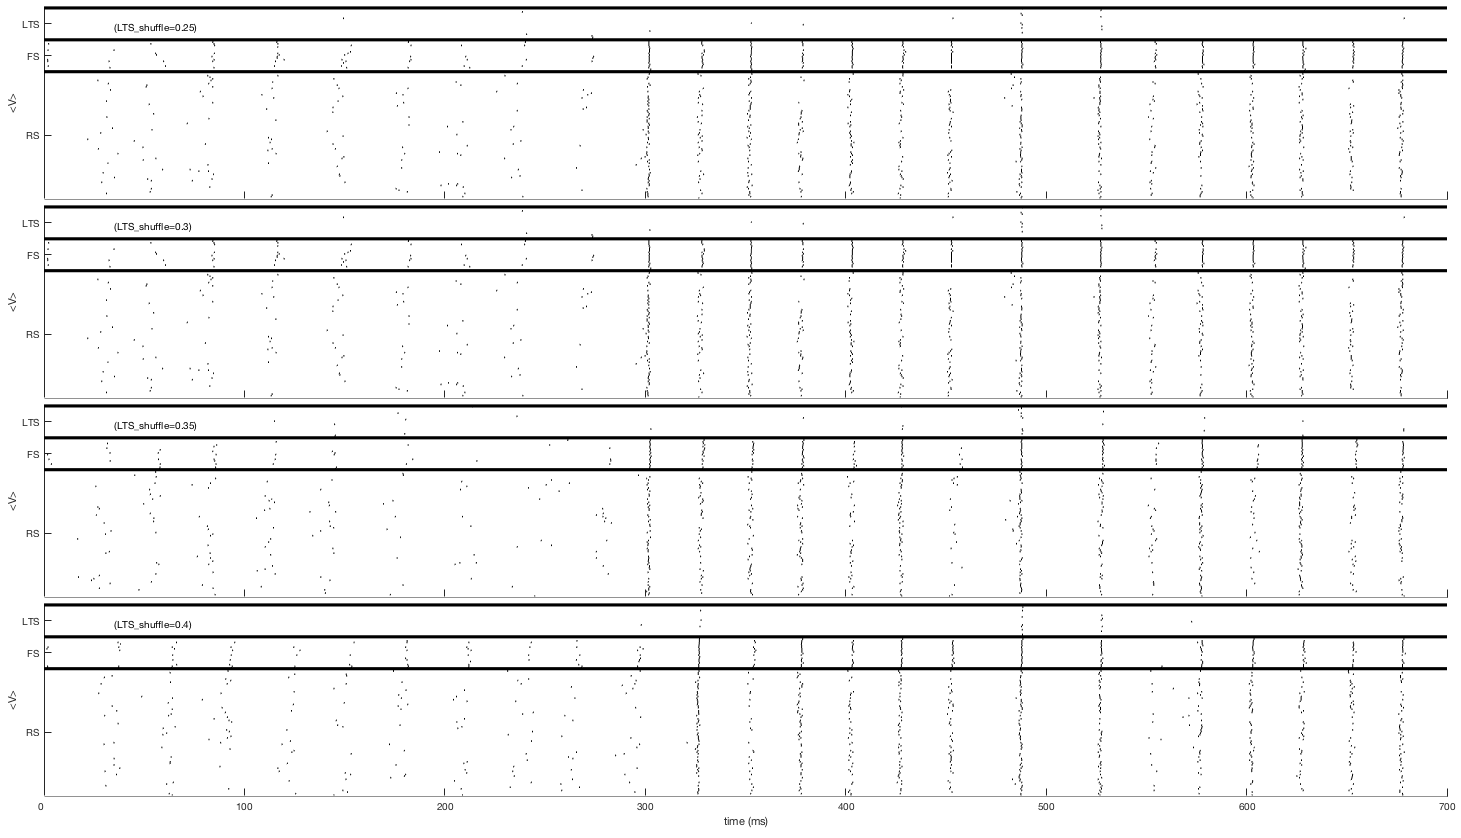 LTS
(LTS_shuffle=0.25)
FS
<V>
RS
LTS
(LTS_shuffle=0.3)
FS
<V>
RS
LTS
(LTS_shuffle=0.35)
FS
<V>
RS
LTS
(LTS_shuffle=0.4)
FS
<V>
RS
0 100 200 300 400 500 600 700
time (ms)